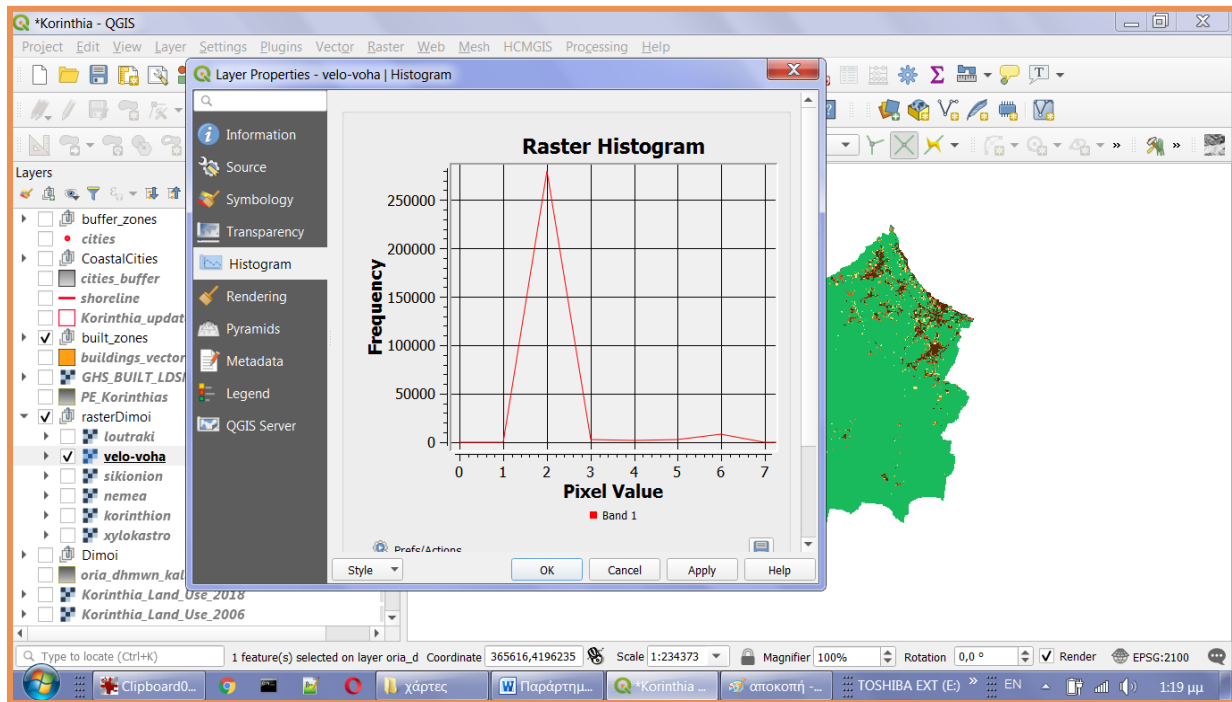 *Korinthia - QGIS
Project Edit View Layer Settings Plugins Vector Raster Web Mesh HCMGIS Processing Help
Layer Properties - velo-voha | Histogram
Information
Source
Symbology
Transparency
Histogram
Rendering
Pyramids
Metadata
Legend
QGIS Server
Raster Histogram
Frequency
250000
200000
150000
100000
50000
0
0 1 2 3 4 5 6 7
Pixel Value
Band 1
Prefs/Actions
Style
OK
Cancel
Apply
Help
Layers
buffer_zones
cities
CoastalCities
cities_buffer
shoreline
Korinthia_updat
built_zones
buildings_vector
GHS_BUILT_LDS
PE_Korinthias
rasterDimoi
loutraki
velo-voha
sikionion
nemea
korinthion
xylokastro
Dimoi
oria_dhmwn_kal
Korinthia_Land_Use_2018
Korinthia_Land_Use_2006
Type to locate (Ctrl+K) 1 feature(s) selected on layer oria_d Coordinate 365616,4196235 Scale 1:234373 Magnifier 100% Rotation 0,0 ° Render EPSG:2100
Clipboard0... χάρτες Παράρτημ... *Korinthia ... αποκοπή -... TOSHIBA EXT (E:) » EN 1:19 μμ